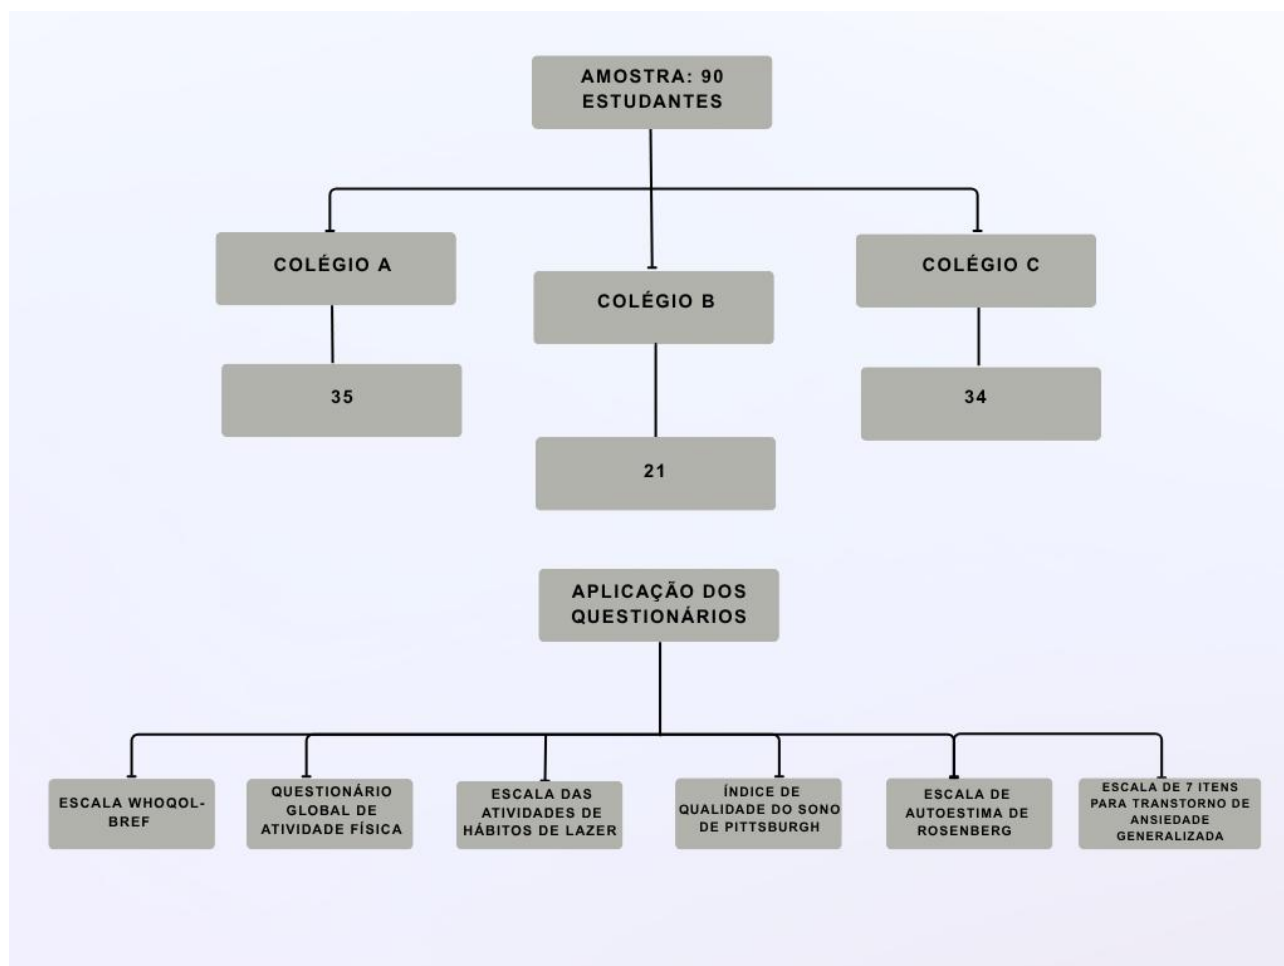 AMOSTRA: 90
ESTUDANTES
COLÉGIO A
COLÉGIO B
COLÉGIO C
35
21
34
APLICAÇÃO DOS
QUESTIONÁRIOS
ESCALA WHOQOL-
BREF
QUESTIONÁRIO
GLOBAL DE
ATIVIDADE FÍSICA
ESCALA DAS
ATIVIDADES DE
HÁBITOS DE LAZER
ÍNDICE DE
QUALIDADE DO SONO
DE PITTSBURGH
ESCALA DE
AUTOESTIMA DE
ROSENBERG
ESCALA DE 7 ITENS
PARA TRANSTORNO DE
ANSIEDADE
GENERALIZADA